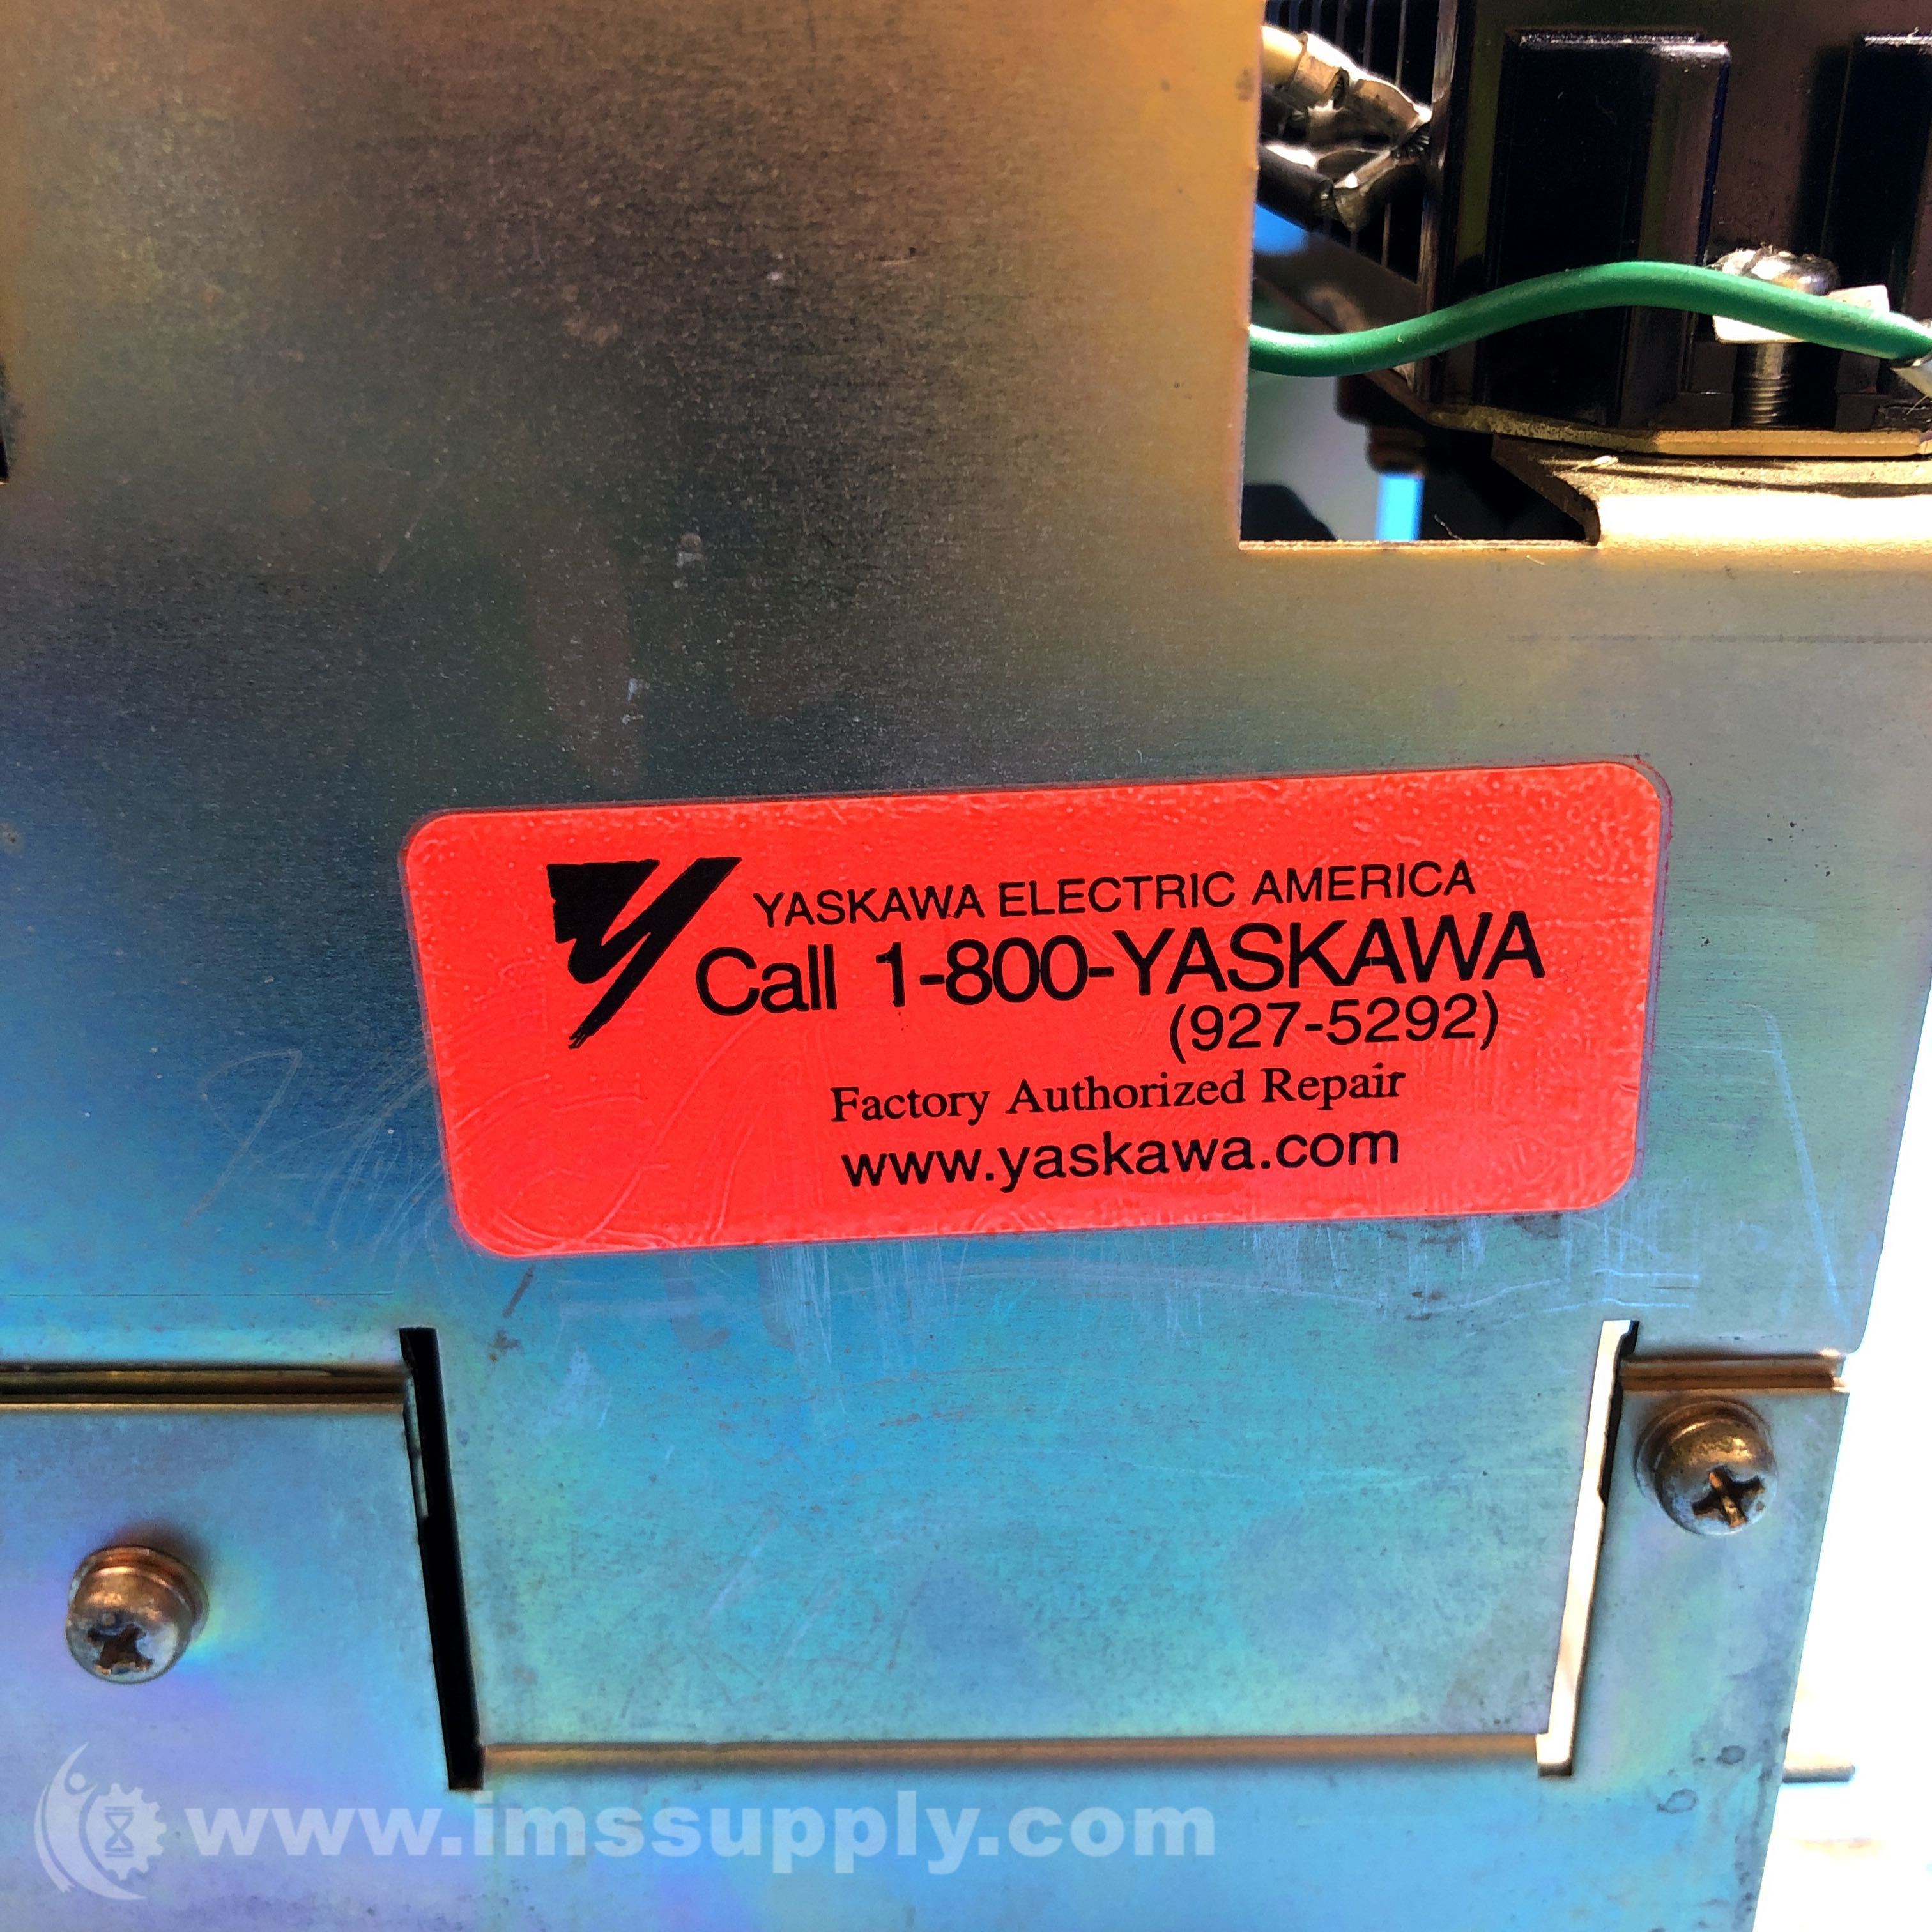 YASKAWA ELECTRIC AMERICA
Call 1-800-YASKAWA
(927-5292)
Factory Authorized Repair
www.yaskawa.com
www.imssupply.com